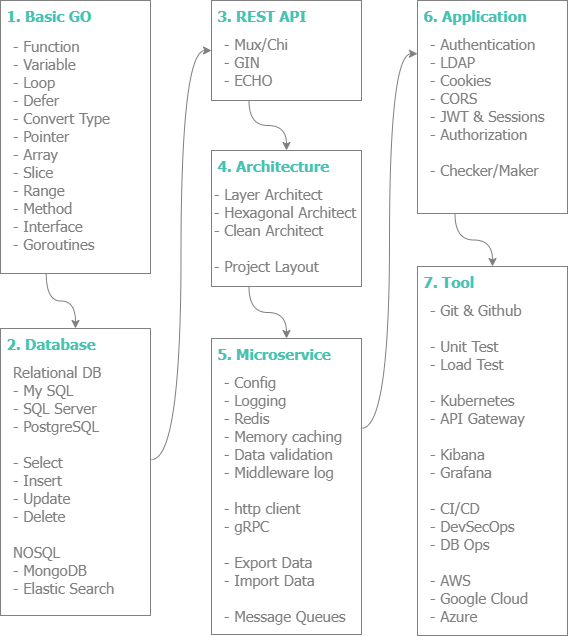 1. Basic GO
- Function
- Variable
- Loop
- Defer
- Convert Type
- Pointer
- Array
- Slice
- Range
- Method
- Interface
- Goroutines
2. Database
Relational DB
- My SQL
- SQL Server
- PostgreSQL
- Select
- Insert
- Update
- Delete
NOSQL
- MongoDB
- Elastic Search
3. REST API
- Mux/Chi
- GIN
- ECHO
4. Architecture
- Layer Architect
- Hexagonal Architect
- Clean Architect
- Project Layout
5. Microservice
- Config
- Logging
- Redis
- Memory caching
- Data validation
- Middleware log
- http client
- gRPC
- Export Data
- Import Data
- Message Queues
6. Application
- Authentication
- LDAP
- Cookies
- CORS
- JWT & Sessions
- Authorization
- Checker/Maker
7. Tool
- Git & Github
- Unit Test
- Load Test
- Kubernetes
- API Gateway
- Kibana
- Grafana
- CI/CD
- DevSecOps
- DB Ops
- AWS
- Google Cloud
- Azure